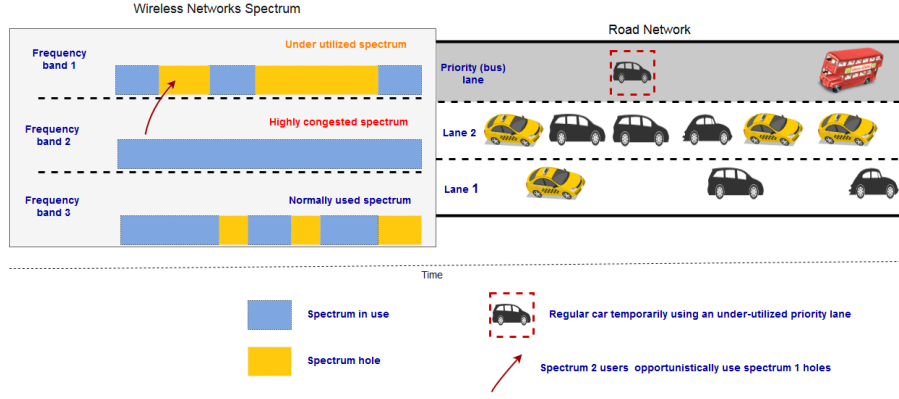 Wireless Networks Spectrum
Road Network
Under utilized spectrum
Frequency
band 1
Priority (bus)
lane
Highly congested spectrum
Frequency
band 2
Lane 2
Lane 1
Frequency
band 3
Normally used spectrum
Time
Spectrum in use
Regular car temporarily using an under-utilized priority lane
Spectrum hole
Spectrum 2 users opportunistically use spectrum 1 holes